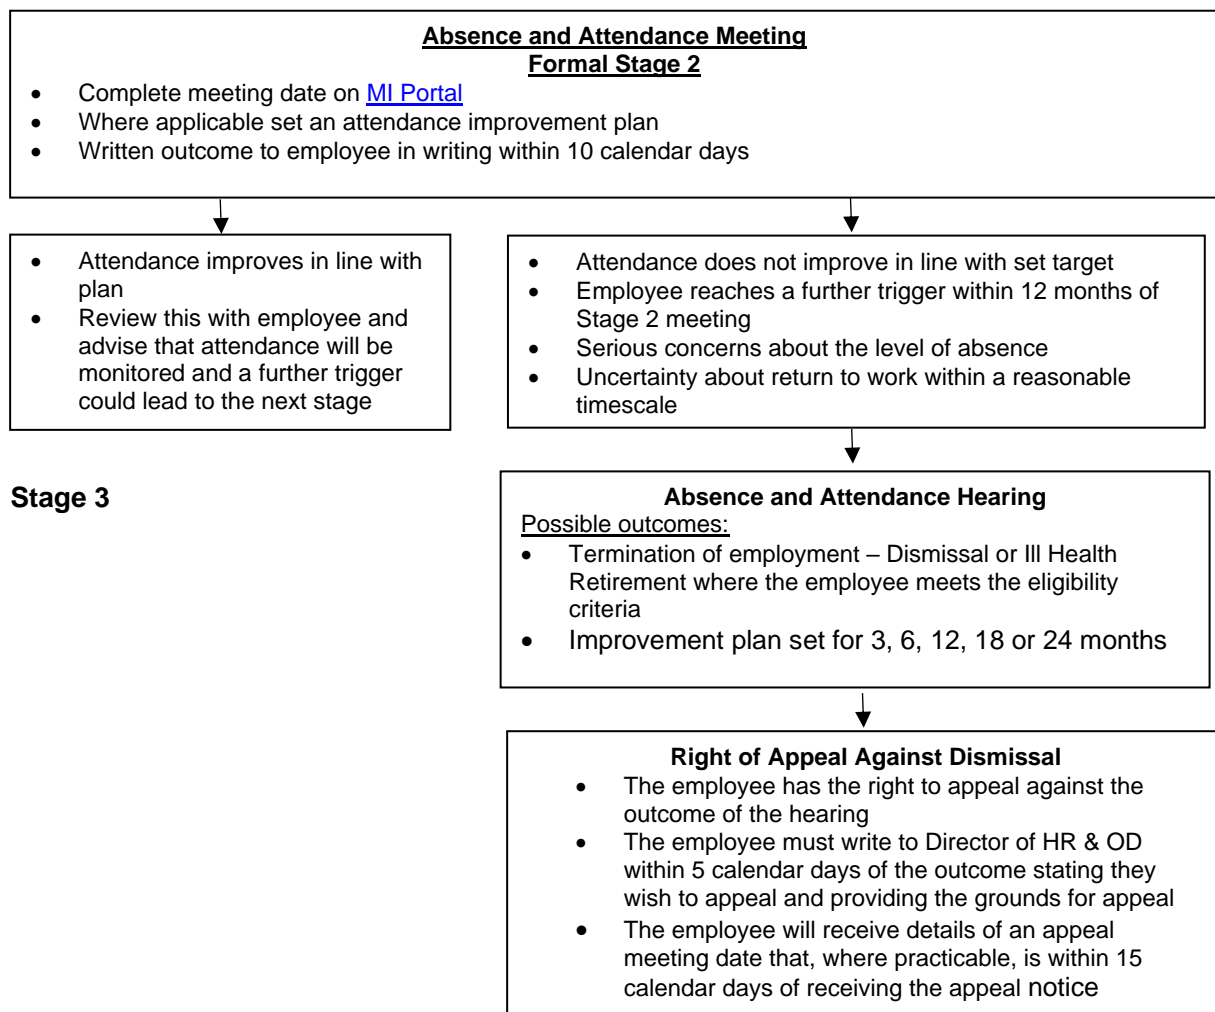 Absence and Attendance Meeting
Formal Stage 2
• Complete meeting date on MI Portal
• Where applicable set an attendance improvement plan
• Written outcome to employee in writing within 10 calendar days
• Attendance improves in line with
plan
• Review this with employee and
advise that attendance will be
monitored and a further trigger
could lead to the next stage
• Attendance does not improve in line with set target
• Employee reaches a further trigger within 12 months of
Stage 2 meeting
• Serious concerns about the level of absence
• Uncertainty about return to work within a reasonable
timescale
Stage 3
Absence and Attendance Hearing
Possible outcomes:
• Termination of employment – Dismissal or Ill Health
Retirement where the employee meets the eligibility
criteria
• Improvement plan set for 3, 6, 12, 18 or 24 months
Right of Appeal Against Dismissal
• The employee has the right to appeal against the
outcome of the hearing
• The employee must write to Director of HR & OD
within 5 calendar days of the outcome stating they
wish to appeal and providing the grounds for appeal
• The employee will receive details of an appeal
meeting date that, where practicable, is within 15
calendar days of receiving the appeal notice